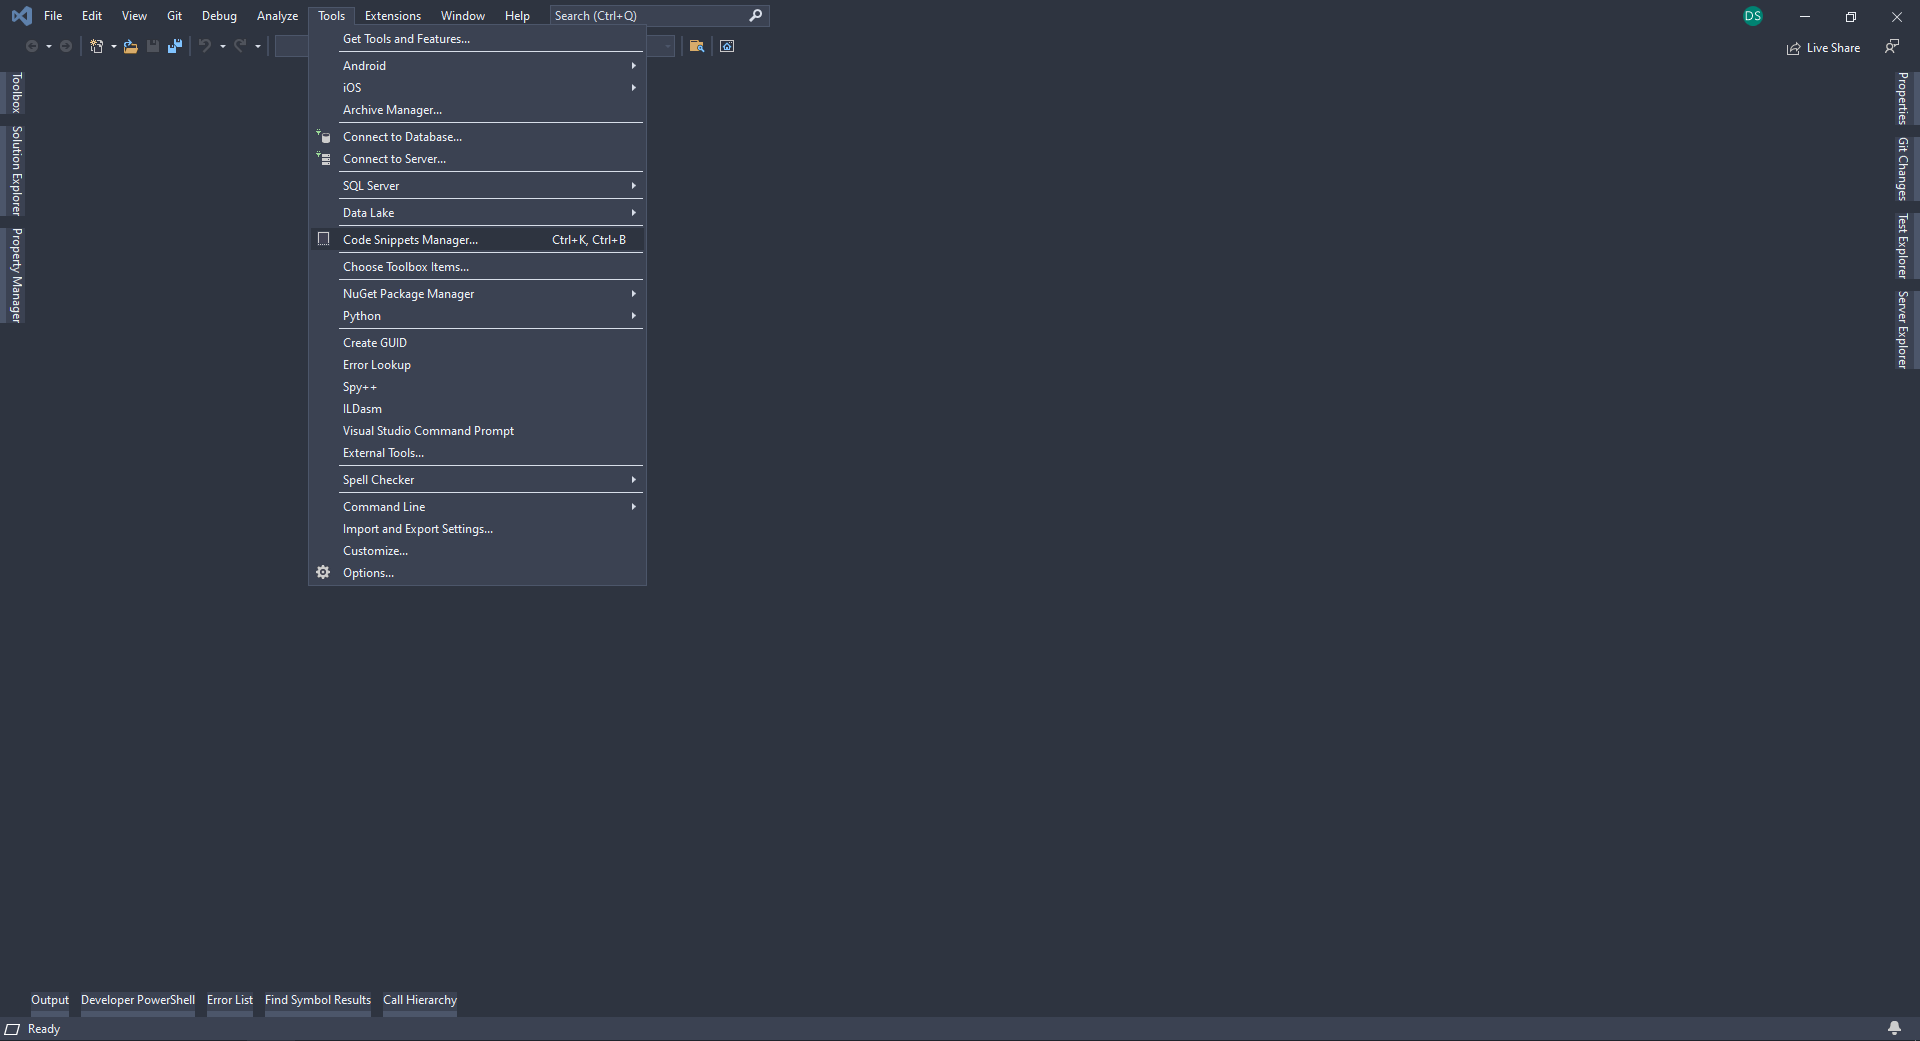 File Edit View Git Debug Analyze Tools Extensions Window Help Search (Ctrl+Q) DS
Live Share
Get Tools and Features...
Android
iOS
Archive Manager...
Connect to Database...
Connect to Server...
SQL Server
Data Lake
Code Snippets Manager... Ctrl+K, Ctrl+B
Choose Toolbox Items...
NuGet Package Manager
Python
Create GUID
Error Lookup
Spy++
ILDasm
Visual Studio Command Prompt
External Tools...
Spell Checker
Command Line
Import and Export Settings...
Customize...
Options...
Toolbox
Solution Explorer
Property Manager
Properties
Git Changes
Test Explorer
Server Explorer
Output Developer PowerShell Error List Find Symbol Results Call Hierarchy
Ready